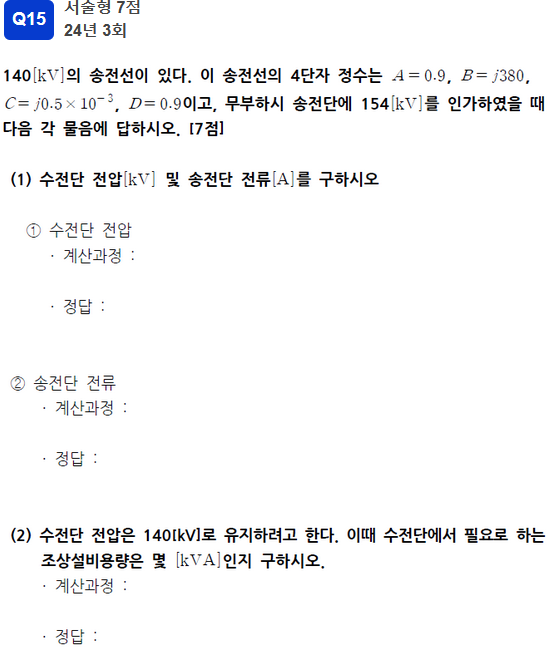 Q15
서술형 7점
24년 3회
140[kV]의 송전선이 있다. 이 송전선의 4단자 정수는 A=0.9, B=j380,
C=j0.5×10⁻³, D=0.9이고, 무부하시 송전단에 154[kV]를 인가하였을 때
다음 각 물음에 답하시오. [7점]
(1) 수전단 전압[kV] 및 송전단 전류[A]를 구하시오
① 수전단 전압
· 계산과정 :
· 정답 :
② 송전단 전류
· 계산과정 :
· 정답 :
(2) 수전단 전압은 140[kV]로 유지하려고 한다. 이때 수전단에서 필요로 하는
조상설비용량은 몇 [kVA]인지 구하시오.
· 계산과정 :
· 정답 :